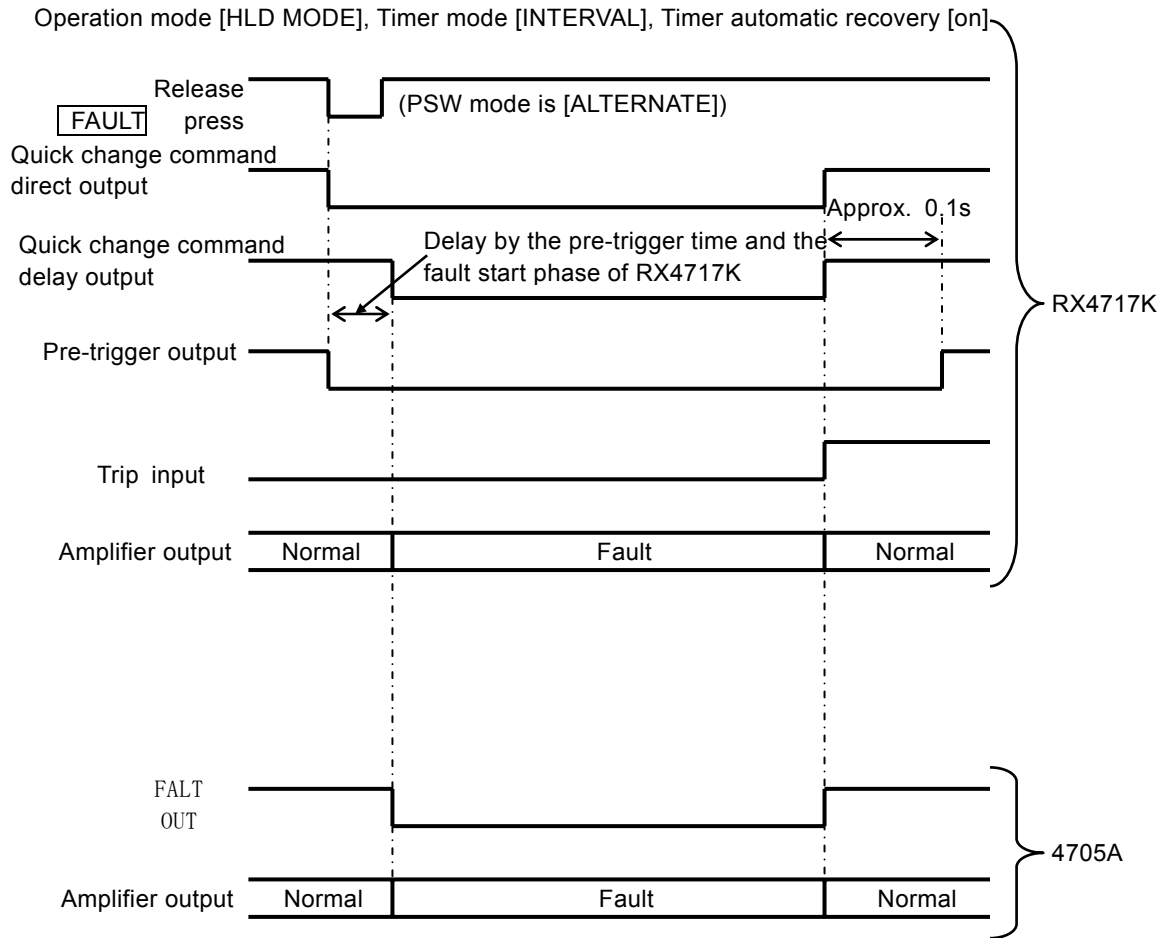 Operation mode [HLD MODE], Timer mode [INTERVAL], Timer automatic recovery [on]
Release
FAULT press
(PSW mode is [ALTERNATE])
Quick change command
direct output
Approx. 0.1s
Quick change command
delay output
Delay by the pre-trigger time and the
fault start phase of RX4717K
RX4717K
Pre-trigger output
Trip input
Amplifier output Normal Fault Normal
FALT
OUT
4705A
Amplifier output Normal Fault Normal